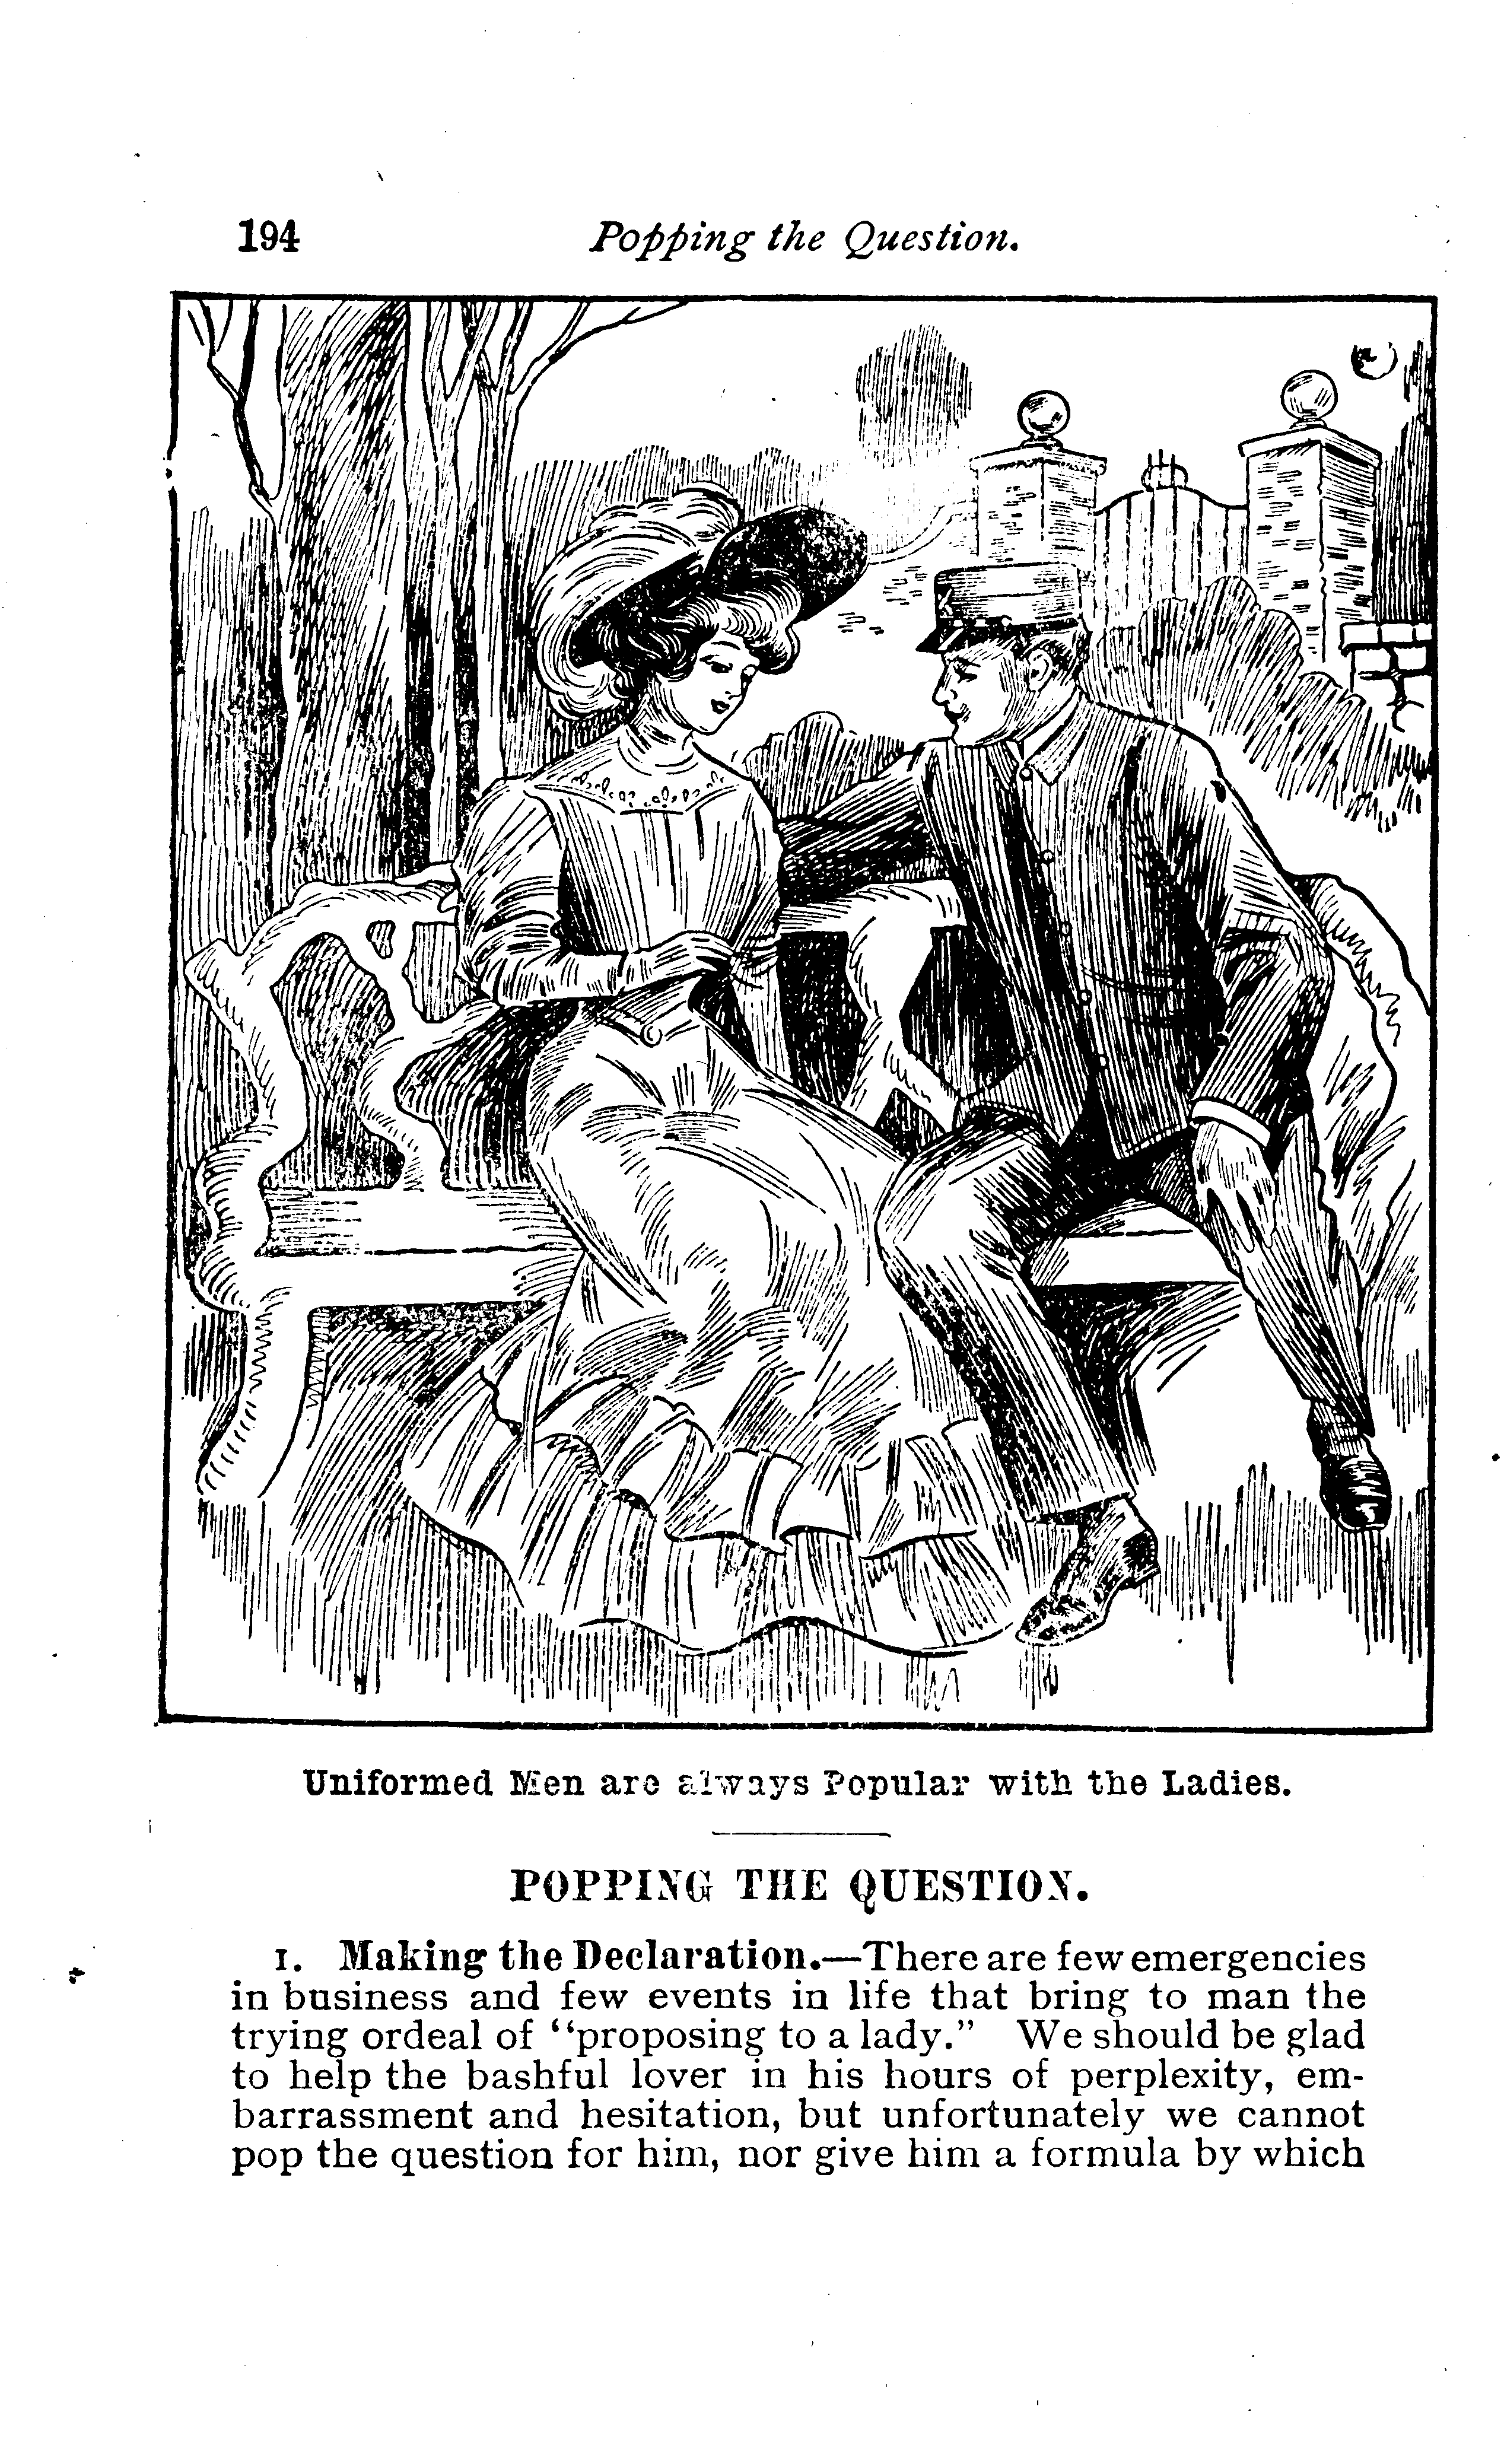 194
Popping the Question.
Uniformed Men are always Popular with the Ladies.
POPPING THE QUESTION.
1. Making the Declaration.—There are few emergencies
in business and few events in life that bring to man the
trying ordeal of “proposing to a lady.” We should be glad
to help the bashful lover in his hours of perplexity, em-
barrassment and hesitation, but unfortunately we cannot
pop the question for him, nor give him a formula by which